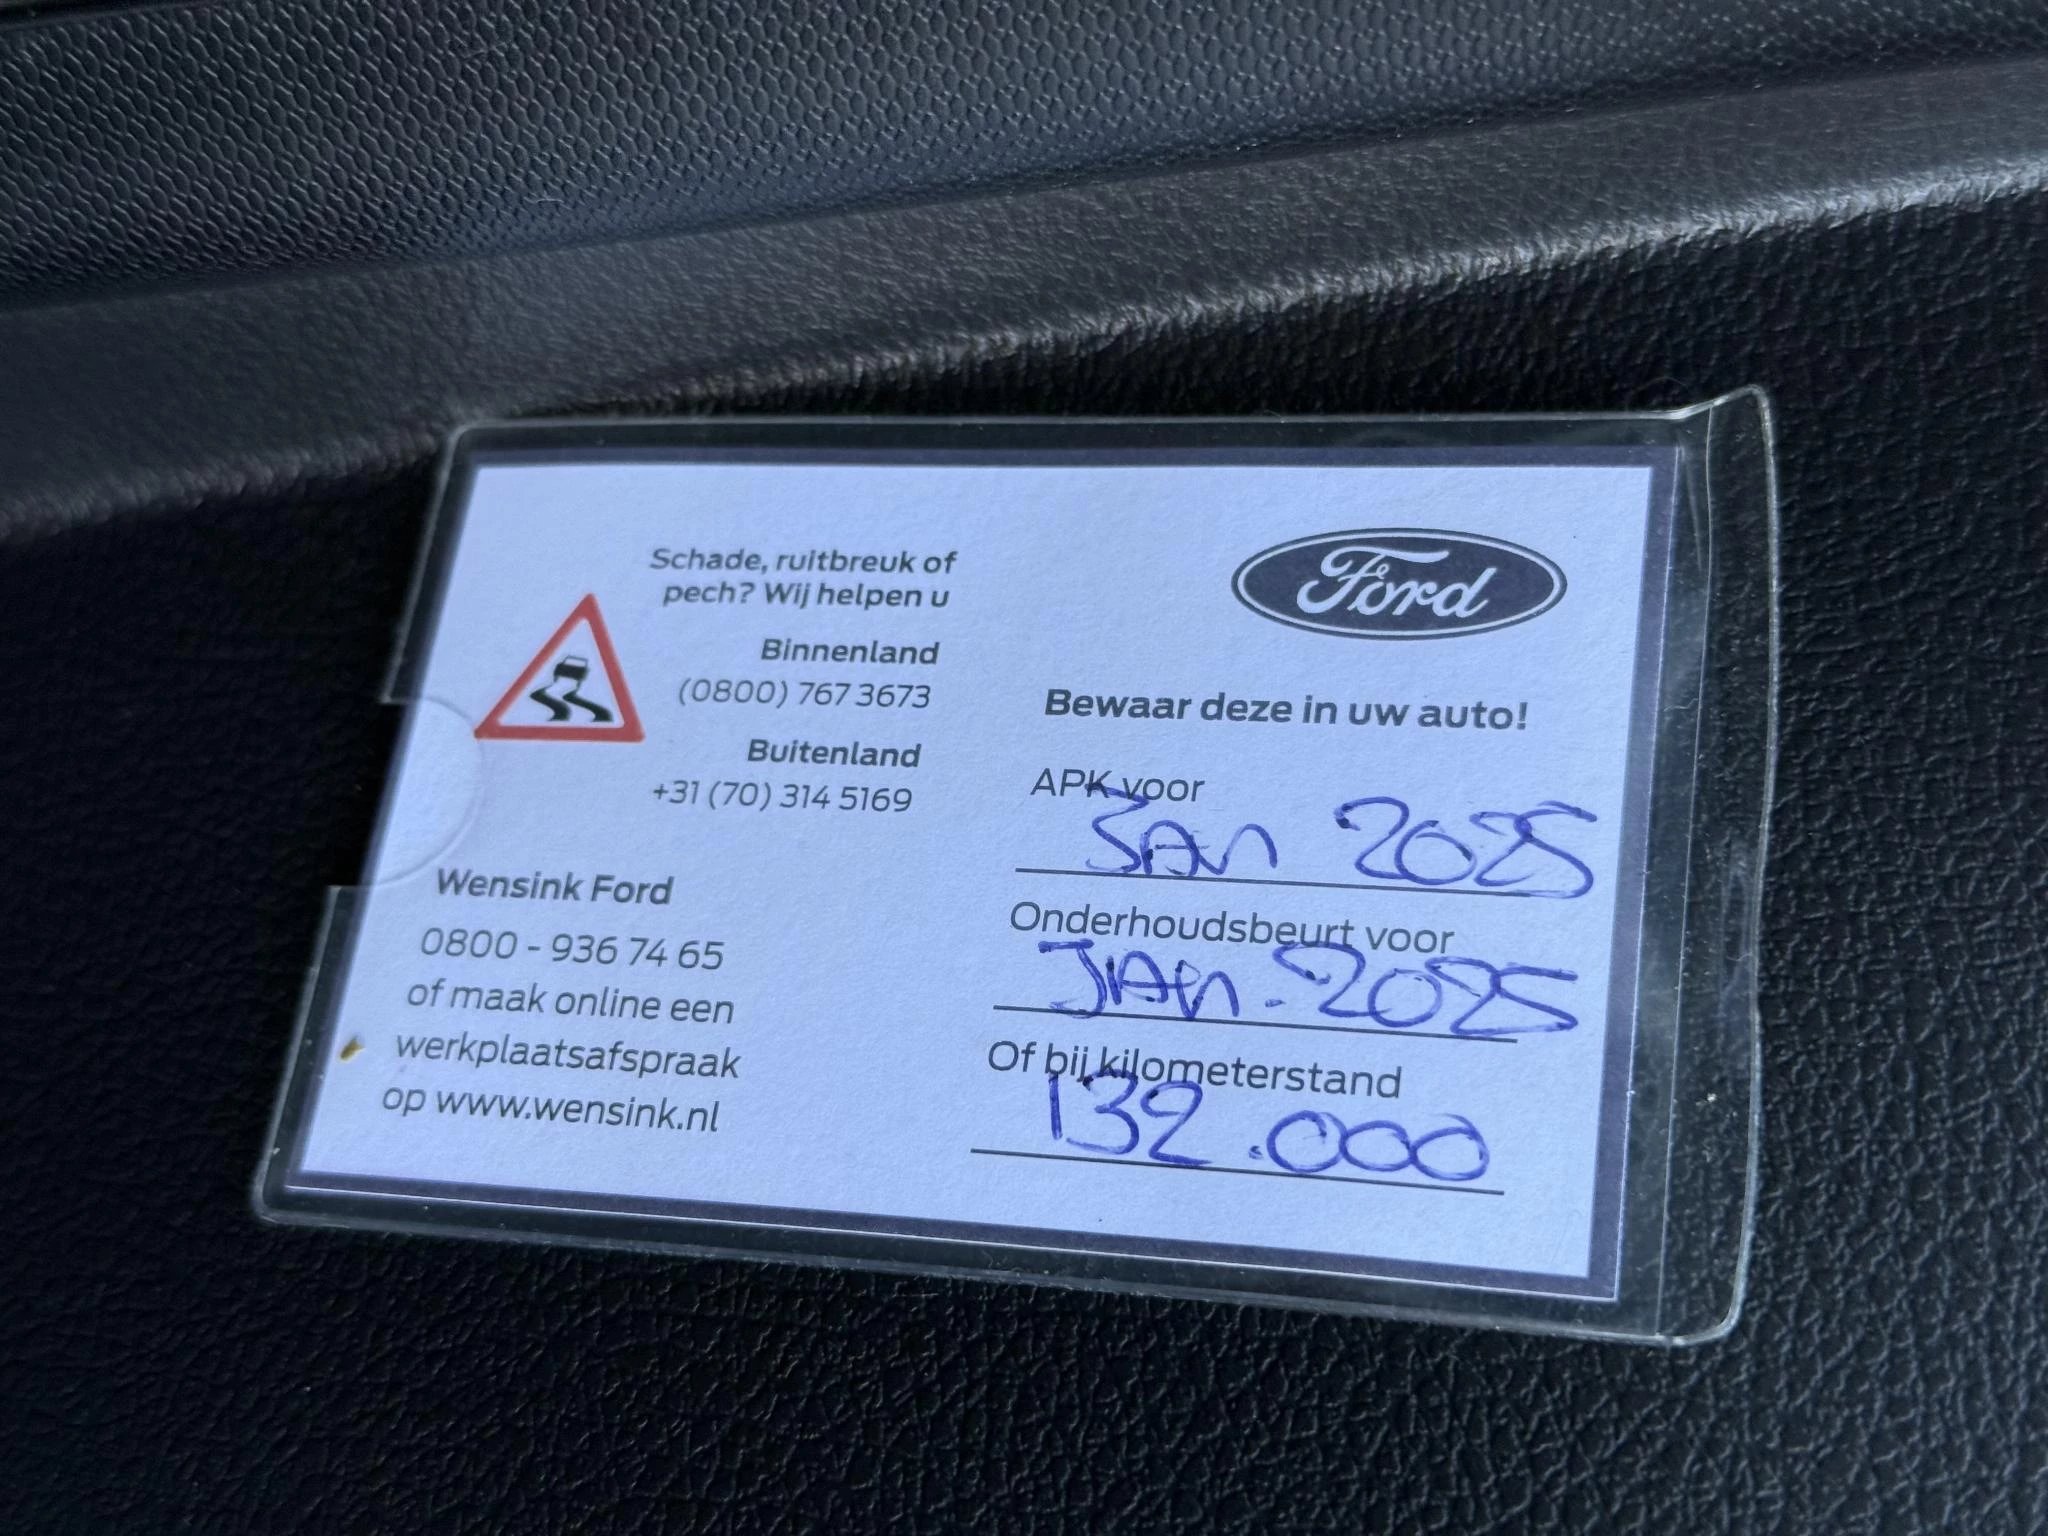 Schade, ruitbreuk of
pech? Wij helpen u
Binnenland
(0800) 767 3673
Buitenland
+31 (70) 314 5169
Wensink Ford
0800 - 936 74 65
of maak online een
werkplaatsafspraak
op www.wensink.nl
Ford
Bewaar deze in uw auto!
APK voor
Jan 2025
Onderhoudsbeurt voor
Jan-2025
Of bij kilometerstand
132.000